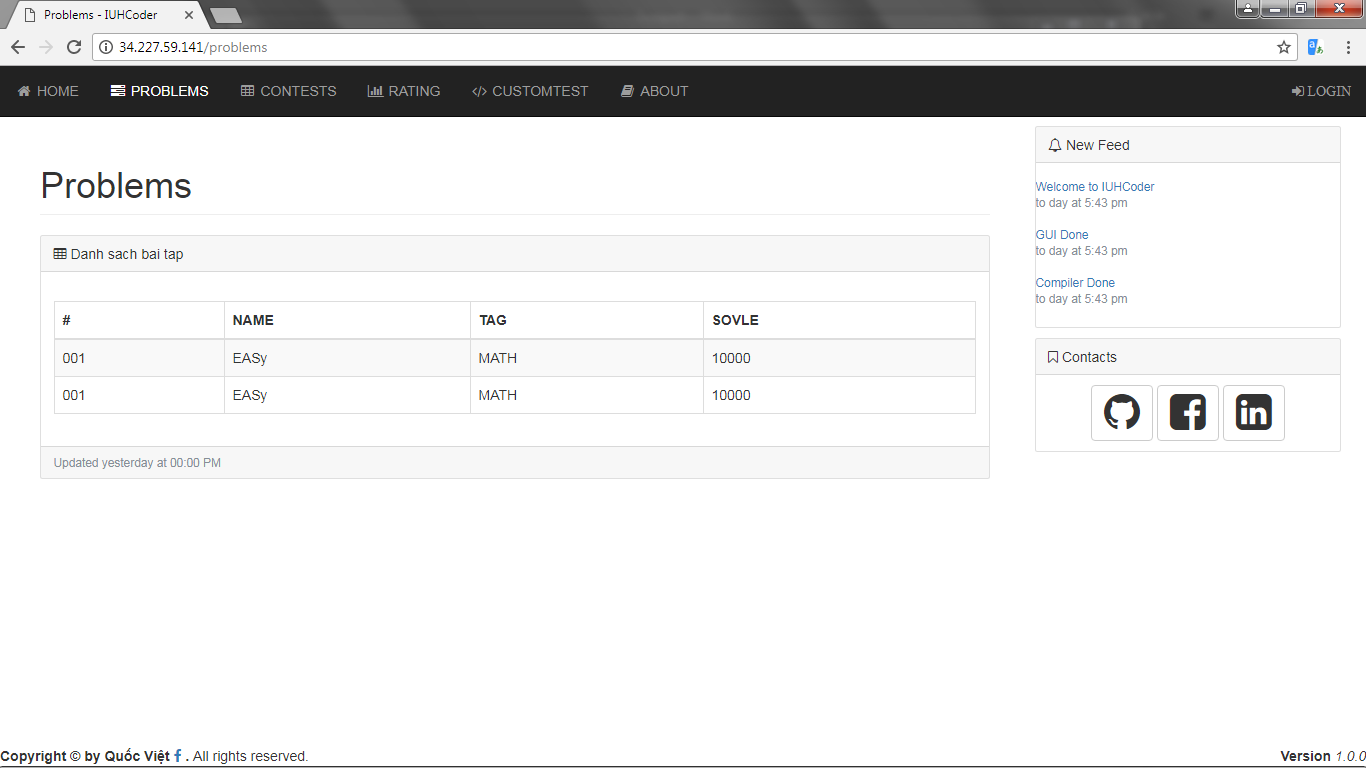 Problems - IUHCoder
34.227.59.141/problems
HOME PROBLEMS CONTESTS RATING CUSTOMTEST ABOUT LOGIN
Problems
Danh sach bai tap
# NAME TAG SOVLE
001 EASy MATH 10000
001 EASy MATH 10000
Updated yesterday at 00:00 PM
New Feed
Welcome to IUHCoder
to day at 5:43 pm
GUI Done
to day at 5:43 pm
Compiler Done
to day at 5:43 pm
Contacts
Copyright © by Quốc Việt . All rights reserved. Version 1.0.0